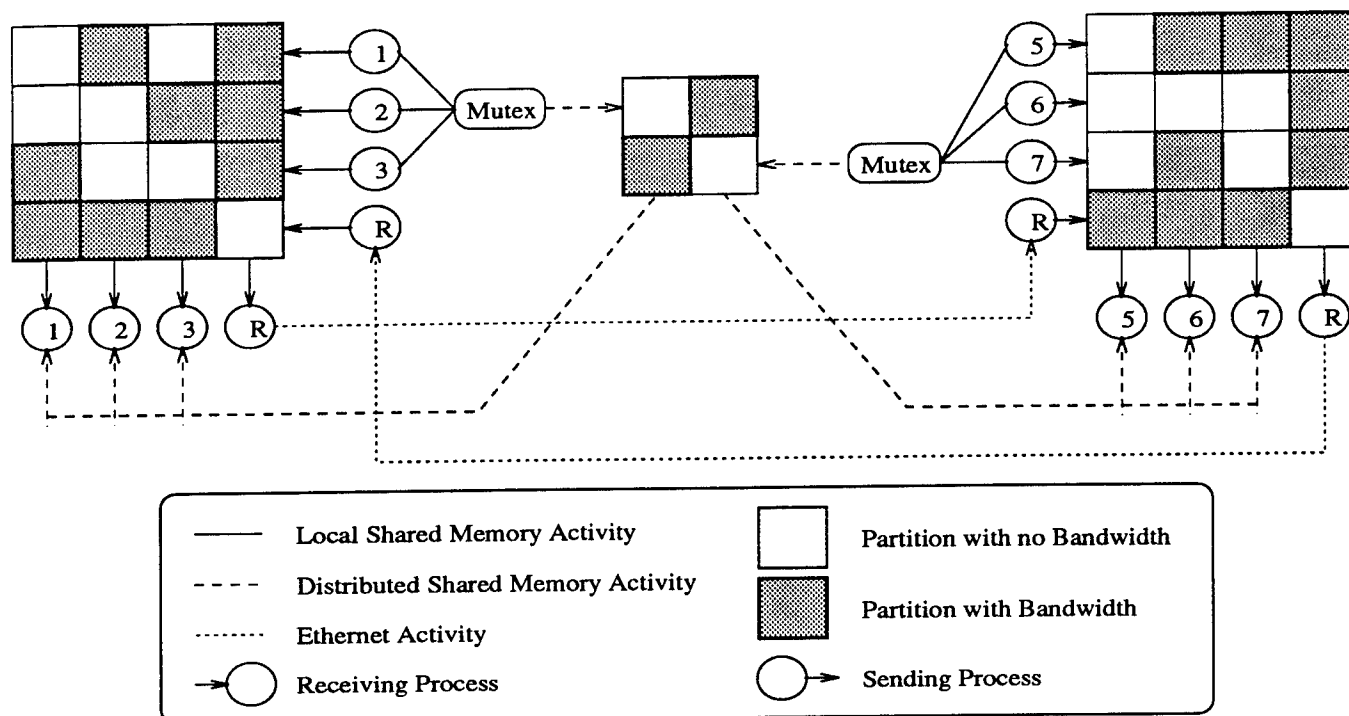 1
2
3
R
Mutex
Mutex
5
6
7
R
1
2
3
R
5
6
7
R
Local Shared Memory Activity
Distributed Shared Memory Activity
Ethernet Activity
Receiving Process
Partition with no Bandwidth
Partition with Bandwidth
Sending Process